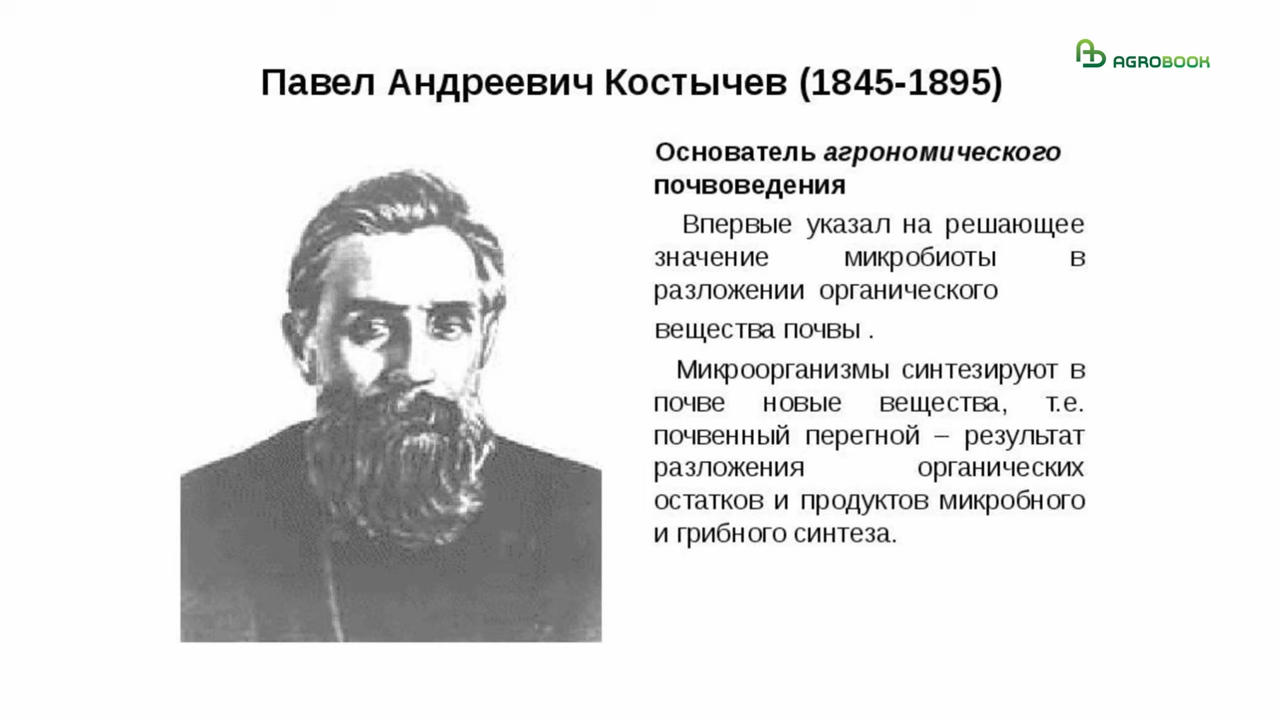 AGROBOOK
Павел Андреевич Костычев (1845-1895)
Основатель агрономического
почвоведения
Впервые указал на решающее
значение микробиоты в
разложении органического
вещества почвы .
Микроорганизмы синтезируют в
почве новые вещества, т.е.
почвенный перегной – результат
разложения органических
остатков и продуктов микробного
и грибного синтеза.